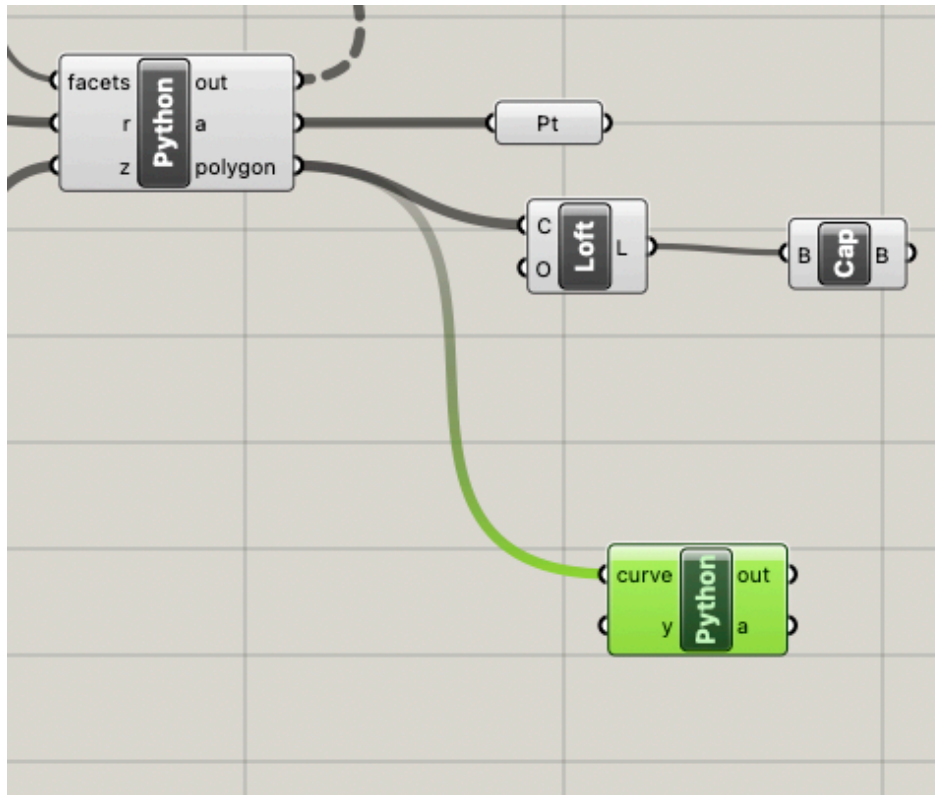 facets
r
z
Python
out
a
polygon
Pt
C
O
Loft
L
B
Cap
B
curve
y
Python
out
a